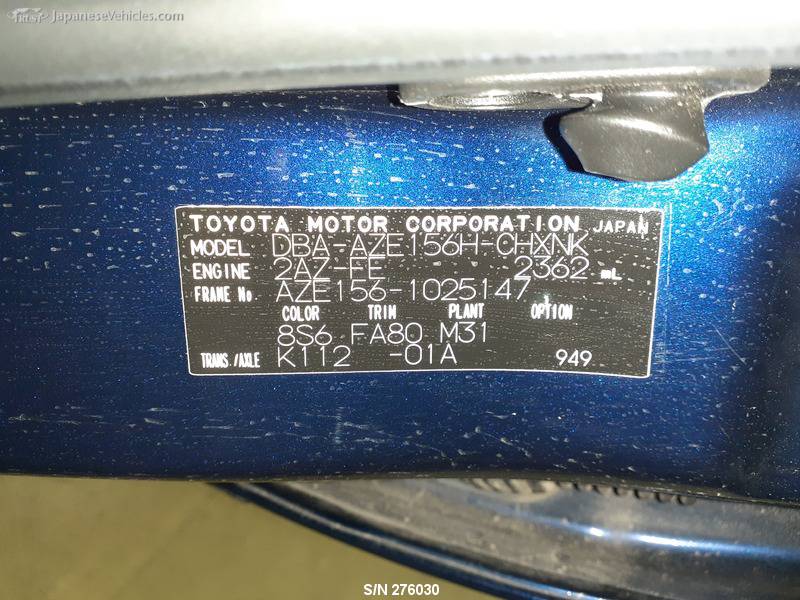 TRUST JapaneseVehicles.com
TOYOTA MOTOR CORPORATION JAPAN
MODEL DBA-AZE156H-CHXNK
ENGINE 2AZ-FE 2362 mL
FRAME No AZE156-1025147
COLOR TRIM PLANT OPTION
8S6 FA80 M31
TRANS./AXLE K112 -01A 949
S/N 276030